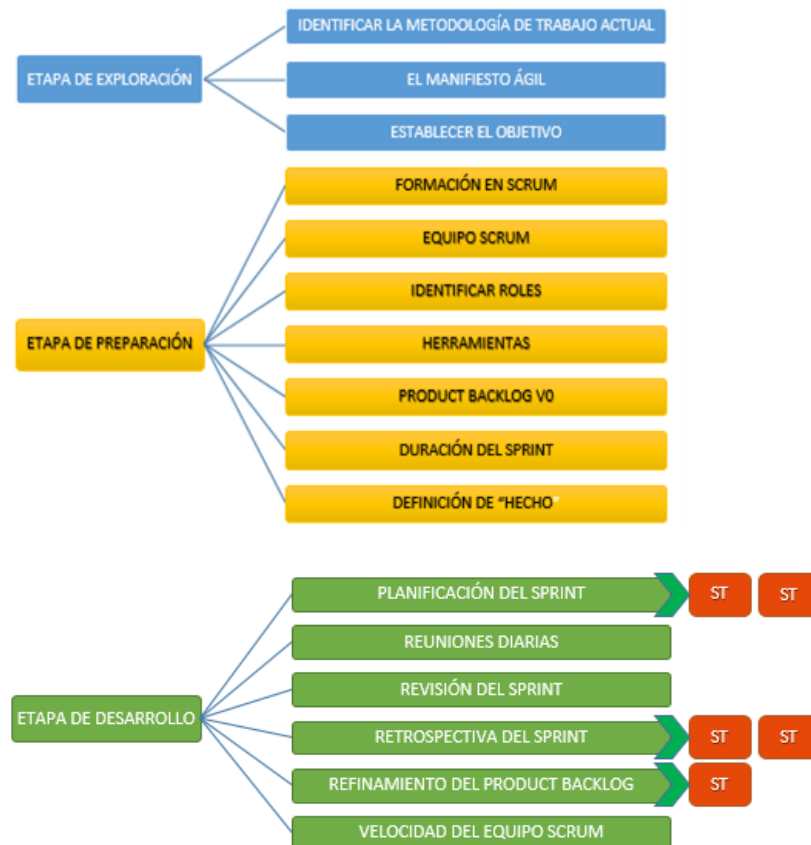 IDENTIFICAR LA METODOLOGÍA DE TRABAJO ACTUAL
ETAPA DE EXPLORACIÓN
EL MANIFIESTO ÁGIL
ESTABLECER EL OBJETIVO
FORMACIÓN EN SCRUM
EQUIPO SCRUM
IDENTIFICAR ROLES
ETAPA DE PREPARACIÓN
HERRAMIENTAS
PRODUCT BACKLOG V0
DURACIÓN DEL SPRINT
DEFINICIÓN DE “HECHO”
PLANIFICACIÓN DEL SPRINT
ST
ST
REUNIONES DIARIAS
REVISIÓN DEL SPRINT
ETAPA DE DESARROLLO
RETROSPECTIVA DEL SPRINT
ST
ST
REFINAMIENTO DEL PRODUCT BACKLOG
ST
VELOCIDAD DEL EQUIPO SCRUM